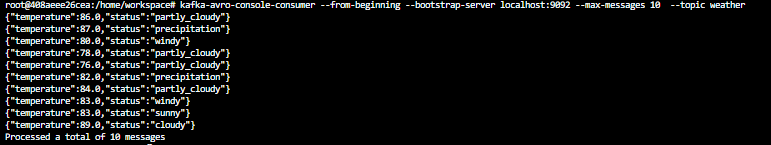 root@408aeee26cea:/home/workspace# kafka-avro-console-consumer --from-beginning --bootstrap-server localhost:9092 --max-messages 10  --topic weather
{"temperature":86.0,"status":"partly_cloudy"}
{"temperature":87.0,"status":"precipitation"}
{"temperature":80.0,"status":"windy"}
{"temperature":78.0,"status":"partly_cloudy"}
{"temperature":76.0,"status":"partly_cloudy"}
{"temperature":82.0,"status":"precipitation"}
{"temperature":84.0,"status":"partly_cloudy"}
{"temperature":83.0,"status":"windy"}
{"temperature":83.0,"status":"sunny"}
{"temperature":89.0,"status":"cloudy"}
Processed a total of 10 messages